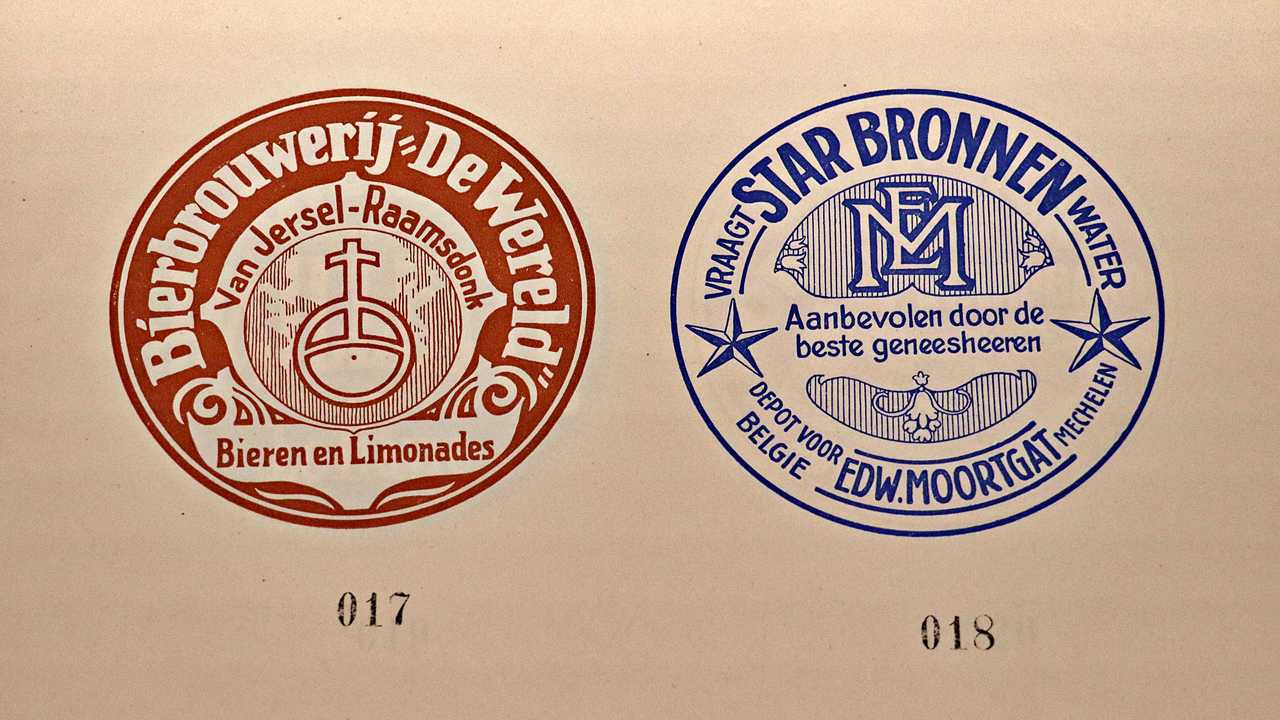 Bierbrouwerij "De Wereld"
Van Jersel-Raamsdonk
Bieren en Limonades
017
VRAAGT STAR BRONNEN WATER
EM
Aanbevolen door de
beste geneesheeren
DEPOT VOOR
BELGIE
EDW. MOORTGAT MECHELEN
018